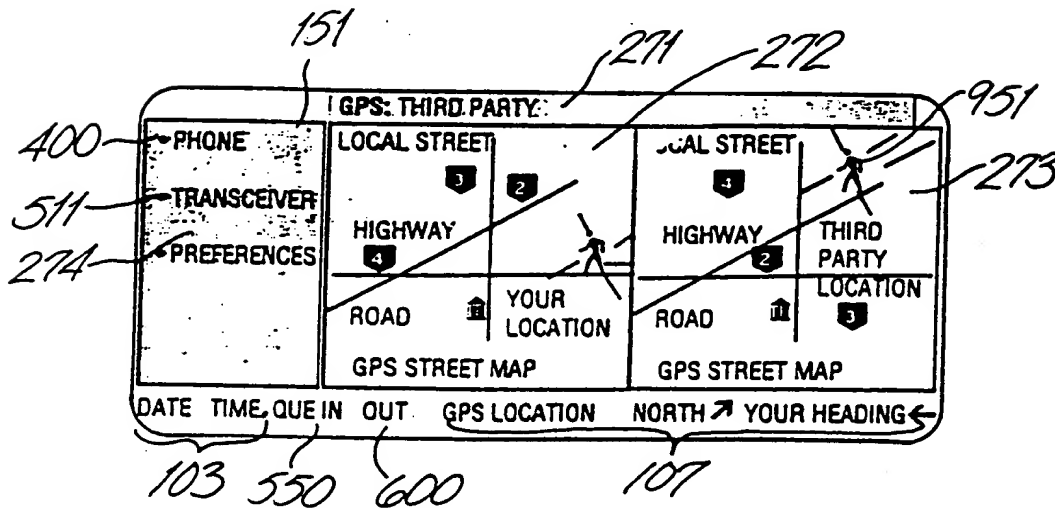 151
271
272
951
GPS: THIRD PARTY
400
PHONE
LOCAL STREET
CAL STREET
3
2
4
273
511
TRANSCEIVER
HIGHWAY
HIGHWAY
THIRD
PARTY
LOCATION
274
PREFERENCES
4
2
ROAD
YOUR
LOCATION
ROAD
3
GPS STREET MAP
GPS STREET MAP
DATE TIME QUE IN OUT GPS LOCATION NORTH YOUR HEADING
103
550
600
107